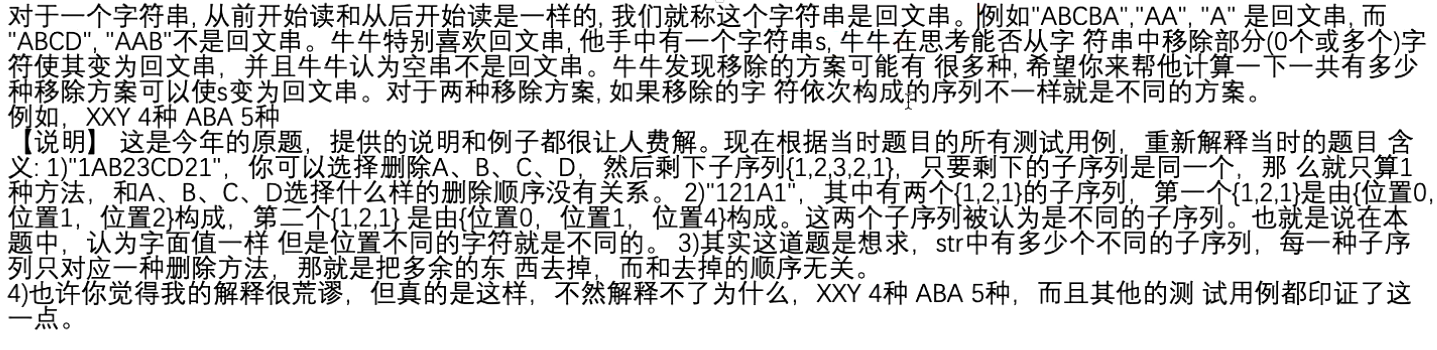 对于一个字符串, 从前开始读和从后开始读是一样的, 我们就称这个字符串是回文串。例如"ABCBA","AA", "A" 是回文串, 而
"ABCD", "AAB"不是回文串。牛牛特别喜欢回文串, 他手中有一个字符串s, 牛牛在思考能否从字 符串中移除部分(0个或多个)字
符使其变为回文串，并且牛牛认为空串不是回文串。牛牛发现移除的方案可能有 很多种, 希望你来帮他计算一下一共有多少
种移除方案可以使s变为回文串。对于两种移除方案, 如果移除的字 符依次构成的序列不一样就是不同的方案。
例如，XXY 4种 ABA 5种
【说明】 这是今年的原题，提供的说明和例子都很让人费解。现在根据当时题目的所有测试用例，重新解释当时的题目 含
义: 1)"1AB23CD21"，你可以选择删除A、B、C、D，然后剩下子序列{1,2,3,2,1}，只要剩下的子序列是同一个，那 么就只算1
种方法，和A、B、C、D选择什么样的删除顺序没有关系。 2)"121A1"，其中有两个{1,2,1}的子序列，第一个{1,2,1}是由{位置0，
位置1，位置2}构成，第二个{1,2,1} 是由{位置0，位置1，位置4}构成。这两个子序列被认为是不同的子序列。也就是说在本
题中，认为字面值一样 但是位置不同的字符就是不同的。 3)其实这道题是想求，str中有多少个不同的子序列，每一种子序
列只对应一种删除方法，那就是把多余的东 西去掉，而和去掉的顺序无关。
4)也许你觉得我的解释很荒谬，但真的是这样，不然解释不了为什么，XXY 4种 ABA 5种，而且其他的测 试用例都印证了这
一点。